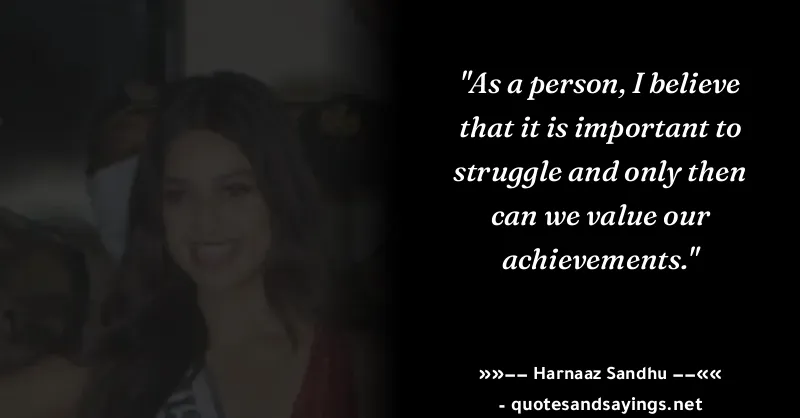 "As a person, I believe
that it is important to
struggle and only then
can we value our
achievements."
»»–– Harnaaz Sandhu ––««
- quotesandsayings.net